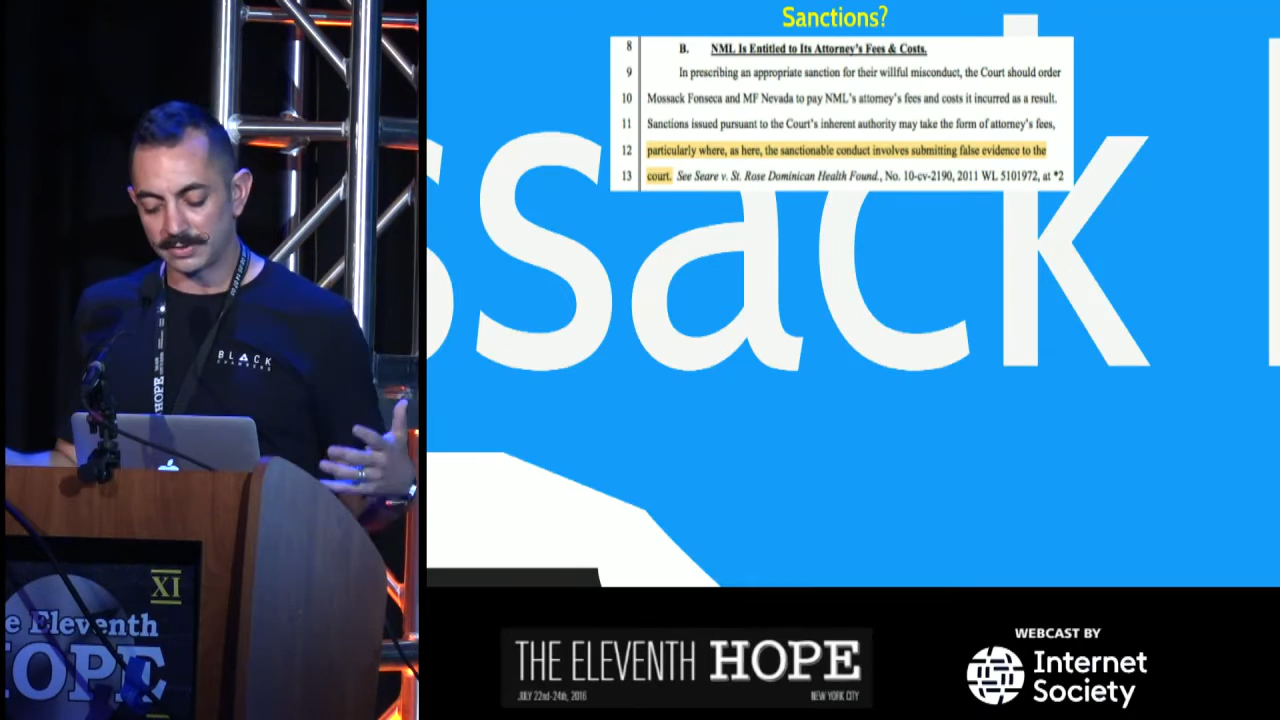 Sanctions?
8 B. NML Is Entitled to Its Attorney's Fees & Costs.
9 In prescribing an appropriate sanction for their willful misconduct, the Court should order
10 Mossack Fonseca and MF Nevada to pay NML's attorney's fees and costs it incurred as a result.
11 Sanctions issued pursuant to the Court's inherent authority may take the form of attorney's fees,
12 particularly where, as here, the sanctionable conduct involves submitting false evidence to the
13 court. See Seare v. St. Rose Dominican Health Found., No. 10-cv-2190, 2011 WL 5101972, at *2
ssack
BLACK
CHAMBERS
HOPE
XI
e Eleventh
HOPE
THE ELEVENTH HOPE
JULY 22nd-24th, 2016 NEW YORK CITY
WEBCAST BY
Internet
Society